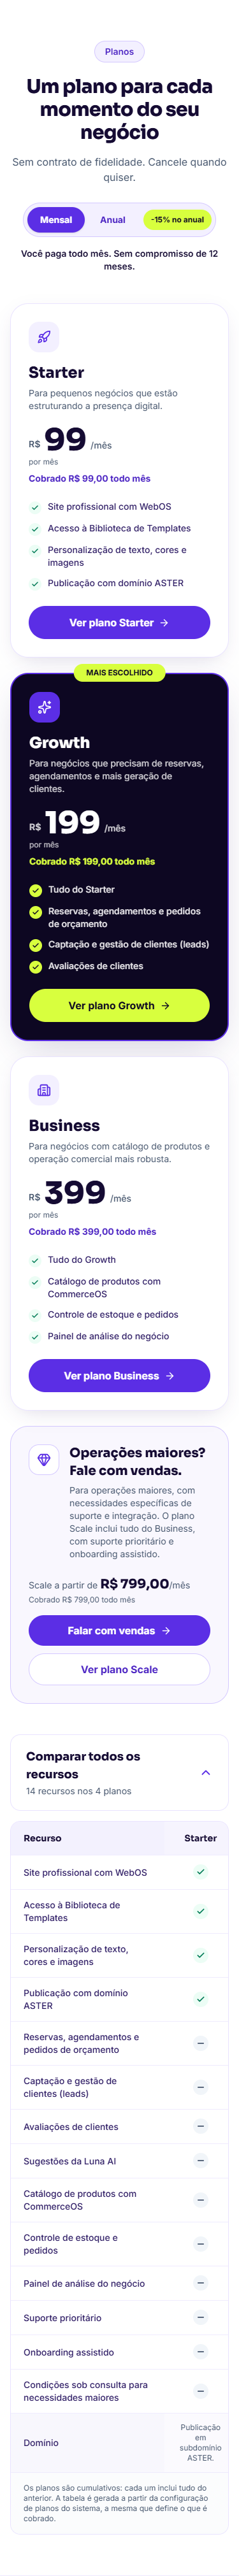 Planos
Um plano para cada
momento do seu
negócio
Sem contrato de fidelidade. Cancele quando
quiser.
Mensal
Anual
-15% no anual
Você paga todo mês. Sem compromisso de 12
meses.
Starter
Para pequenos negócios que estão
estruturando a presença digital.
R$ 99 /mês
por mês
Cobrado R$ 99,00 todo mês
Site profissional com WebOS
Acesso à Biblioteca de Templates
Personalização de texto, cores e
imagens
Publicação com domínio ASTER
Ver plano Starter →
MAIS ESCOLHIDO
Growth
Para negócios que precisam de reservas,
agendamentos e mais geração de
clientes.
R$ 199 /mês
por mês
Cobrado R$ 199,00 todo mês
Tudo do Starter
Reservas, agendamentos e pedidos
de orçamento
Captação e gestão de clientes (leads)
Avaliações de clientes
Ver plano Growth →
Business
Para negócios com catálogo de produtos e
operação comercial mais robusta.
R$ 399 /mês
por mês
Cobrado R$ 399,00 todo mês
Tudo do Growth
Catálogo de produtos com
CommerceOS
Controle de estoque e pedidos
Painel de análise do negócio
Ver plano Business →
Operações maiores?
Fale com vendas.
Para operações maiores, com
necessidades específicas de
suporte e integração. O plano
Scale inclui tudo do Business,
com suporte prioritário e
onboarding assistido.
Scale a partir de R$ 799,00/mês
Cobrado R$ 799,00 todo mês
Falar com vendas →
Ver plano Scale
Comparar todos os
recursos
14 recursos nos 4 planos
Recurso
Starter
Site profissional com WebOS
Acesso à Biblioteca de
Templates
Personalização de texto,
cores e imagens
Publicação com domínio
ASTER
Reservas, agendamentos e
pedidos de orçamento
Captação e gestão de
clientes (leads)
Avaliações de clientes
Sugestões da Luna AI
Catálogo de produtos com
CommerceOS
Controle de estoque e
pedidos
Painel de análise do negócio
Suporte prioritário
Onboarding assistido
Condições sob consulta para
necessidades maiores
Domínio
Publicação
em
subdomínio
ASTER.
Os planos são cumulativos: cada um inclui tudo do
anterior. A tabela é gerada a partir da configuração
de planos do sistema, a mesma que define o que é
cobrado.